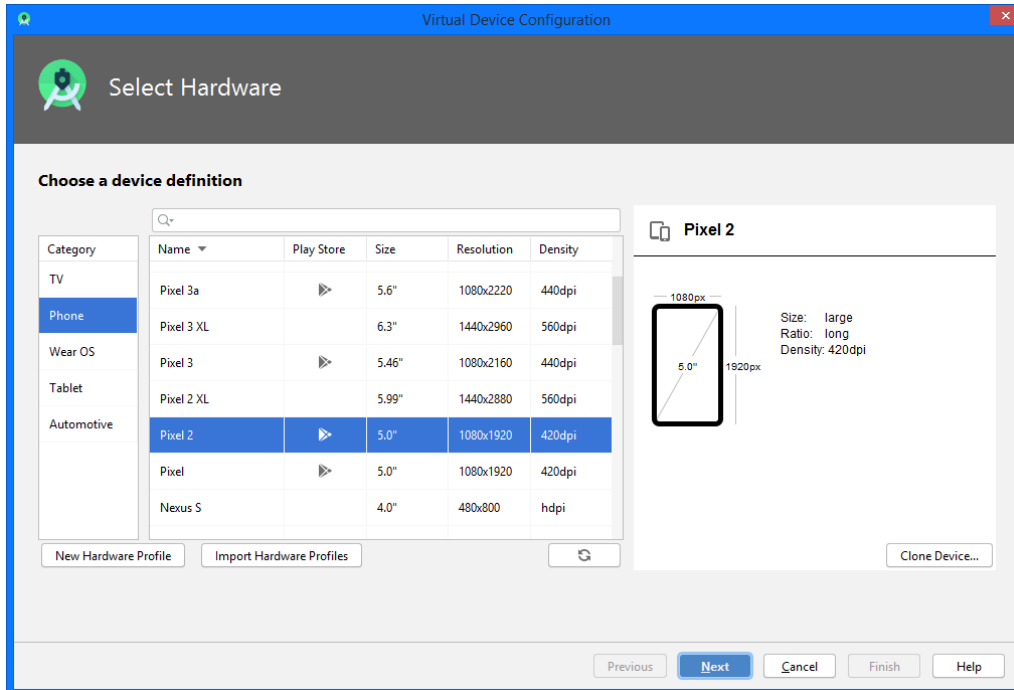 Virtual Device Configuration
Select Hardware
Choose a device definition
Category
TV
Phone
Wear OS
Tablet
Automotive
Name Play Store Size Resolution Density
Pixel 3a 5.6" 1080x2220 440dpi
Pixel 3 XL 6.3" 1440x2960 560dpi
Pixel 3 5.46" 1080x2160 440dpi
Pixel 2 XL 5.99" 1440x2880 560dpi
Pixel 2 5.0" 1080x1920 420dpi
Pixel 5.0" 1080x1920 420dpi
Nexus S 4.0" 480x800 hdpi
New Hardware Profile Import Hardware Profiles
Pixel 2
1080px
5.0" 1920px
Size: large
Ratio: long
Density: 420dpi
Clone Device...
Previous Next Cancel Finish Help